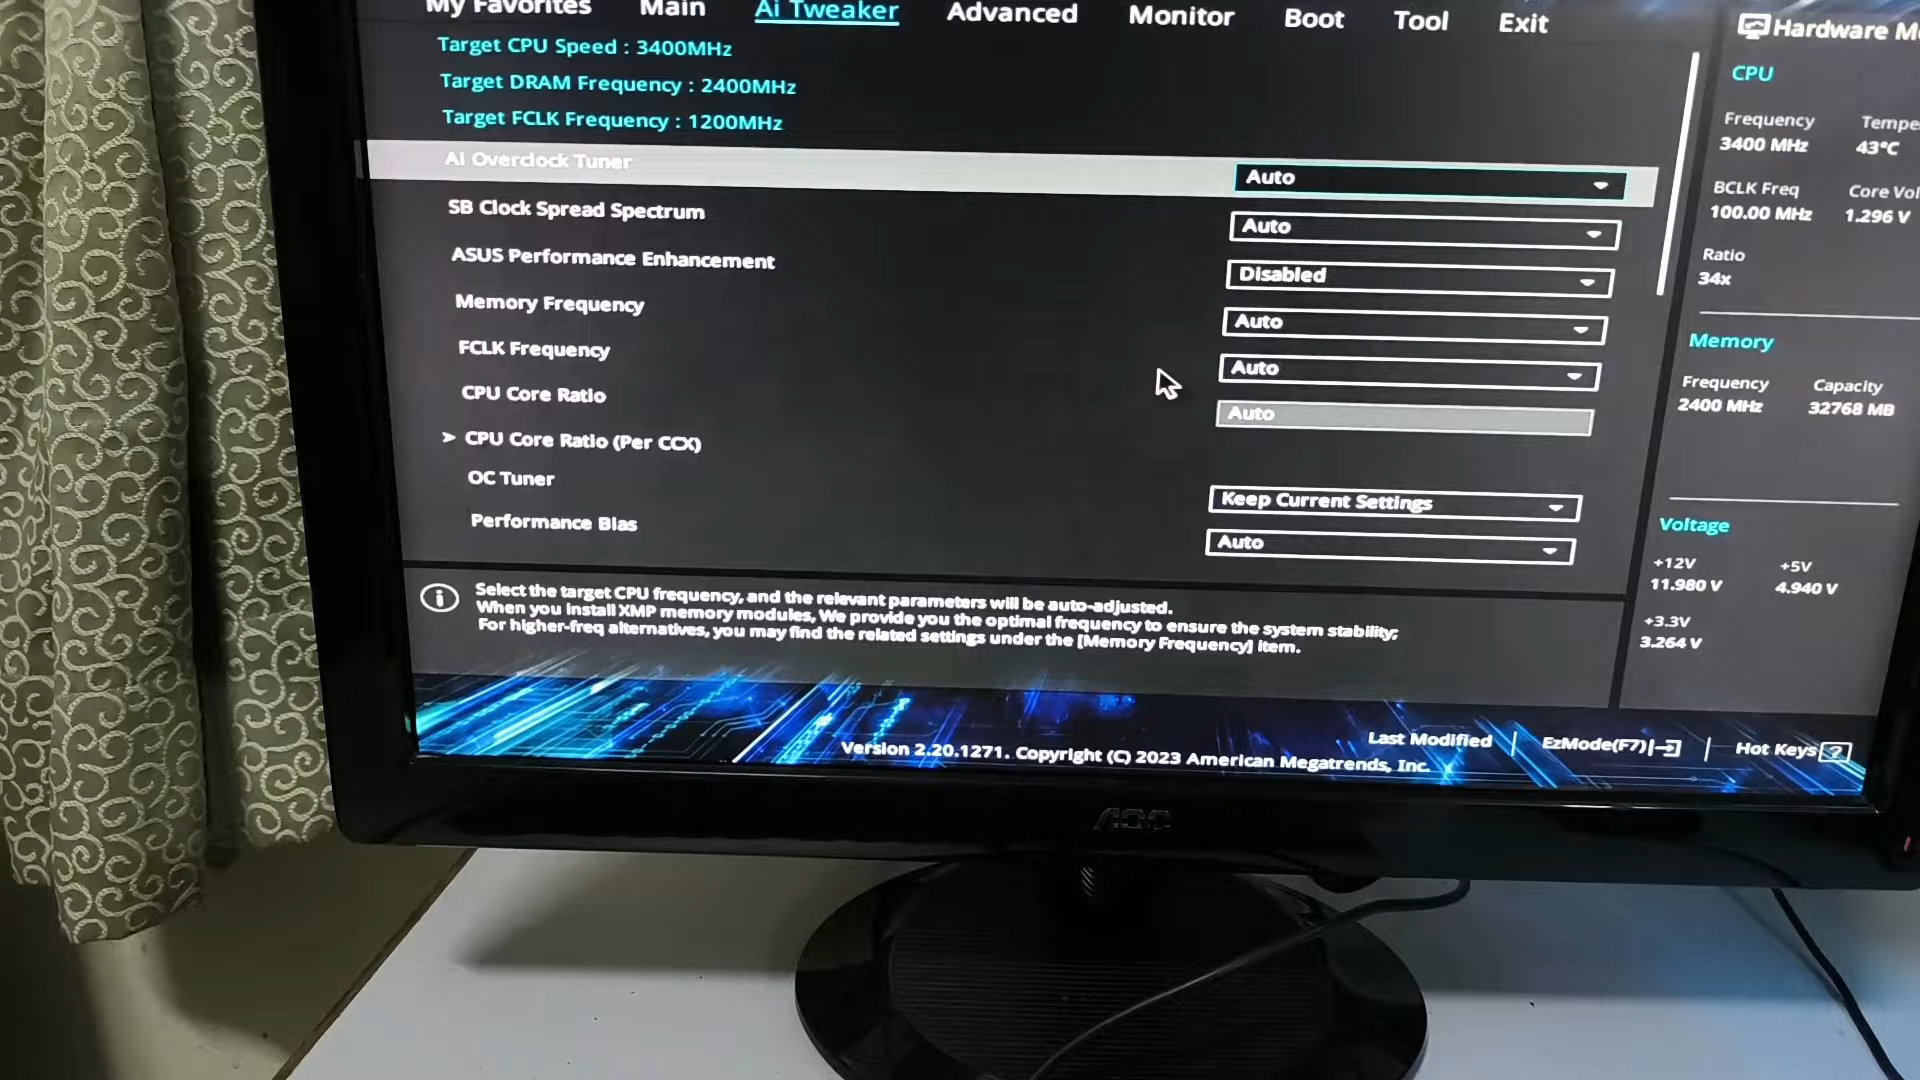 My Favorites Main Ai Tweaker Advanced Monitor Boot Tool Exit
Target CPU Speed : 3400MHz
Target DRAM Frequency : 2400MHz
Target FCLK Frequency : 1200MHz
AI Overclock Tuner Auto
SB Clock Spread Spectrum Auto
ASUS Performance Enhancement Disabled
Memory Frequency Auto
FCLK Frequency Auto
CPU Core Ratio Auto
> CPU Core Ratio (Per CCX)
OC Tuner Keep Current Settings
Performance Bias Auto
Select the target CPU frequency, and the relevant parameters will be auto-adjusted.
When you install XMP memory modules, We provide you the optimal frequency to ensure the system stability;
For higher-freq alternatives, you may find the related settings under the [Memory Frequency] item.
Hardware
CPU
Frequency
3400 MHz 43°C
BCLK Freq Core
100.00 MHz 1.296 V
Ratio
34x
Memory
Frequency Capacity
2400 MHz 32768 MB
Voltage
+12V +5V
11.980 V 4.940 V
+3.3V
3.264 V
Last Modified | EzMode(F7) | Hot Keys ?
Version 2.20.1271. Copyright (C) 2023 American Megatrends, Inc.
AOC